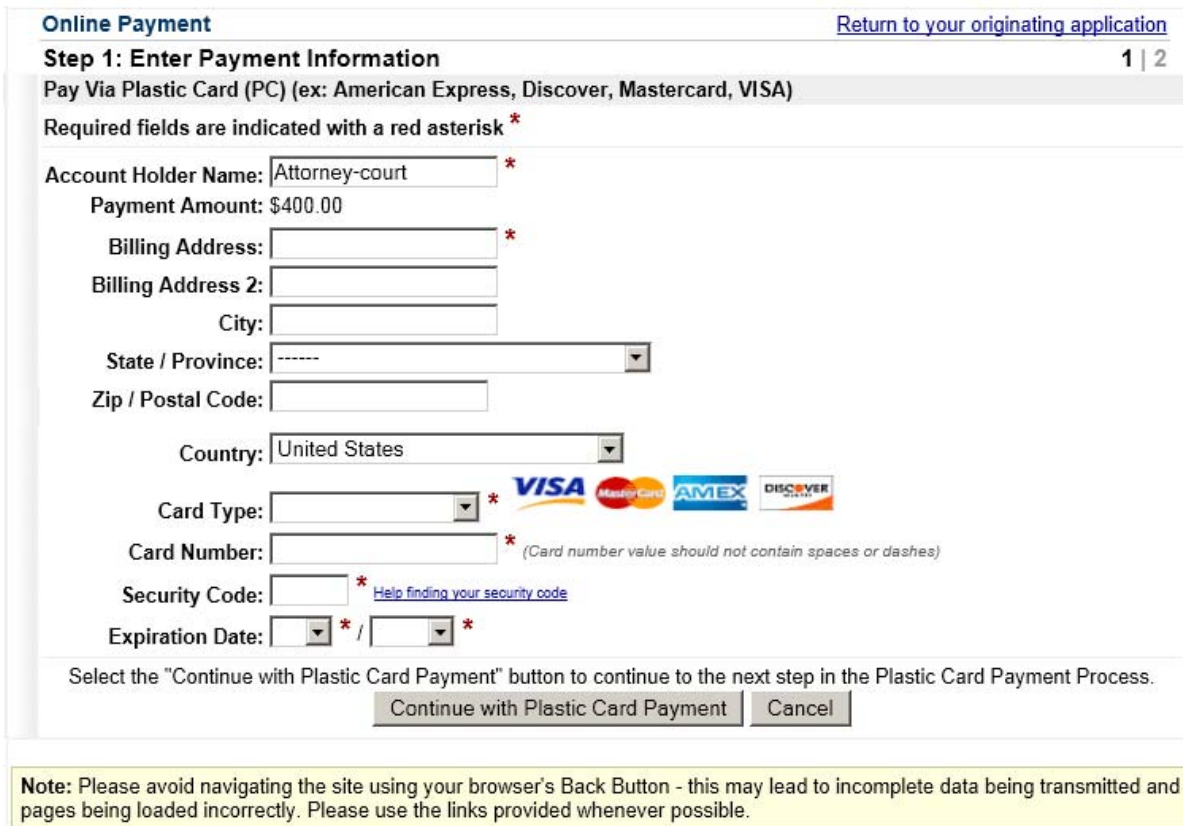 Online Payment Return to your originating application
Step 1: Enter Payment Information 1 | 2
Pay Via Plastic Card (PC) (ex: American Express, Discover, Mastercard, VISA)
Required fields are indicated with a red asterisk *
Account Holder Name: Attorney-court *
Payment Amount: $400.00
Billing Address: *
Billing Address 2:
City:
State / Province: ------
Zip / Postal Code:
Country: United States
Card Type: * VISA MasterCard AMEX DISCOVER
Card Number: * (Card number value should not contain spaces or dashes)
Security Code: * Help finding your security code
Expiration Date: * / *
Select the "Continue with Plastic Card Payment" button to continue to the next step in the Plastic Card Payment Process.
Continue with Plastic Card Payment Cancel
Note: Please avoid navigating the site using your browser's Back Button - this may lead to incomplete data being transmitted and
pages being loaded incorrectly. Please use the links provided whenever possible.